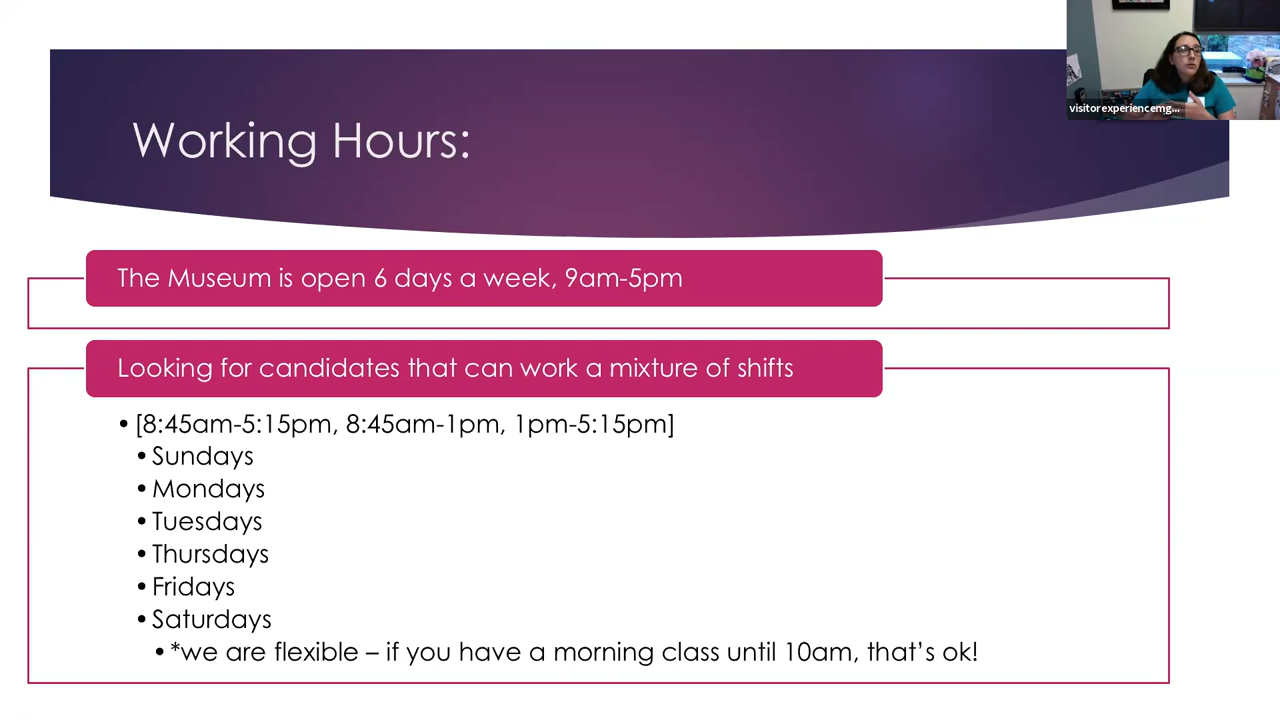 visitorexperiencemg...
Working Hours:
The Museum is open 6 days a week, 9am-5pm
Looking for candidates that can work a mixture of shifts
• [8:45am-5:15pm, 8:45am-1pm, 1pm-5:15pm]
• Sundays
• Mondays
• Tuesdays
• Thursdays
• Fridays
• Saturdays
• *we are flexible – if you have a morning class until 10am, that’s ok!